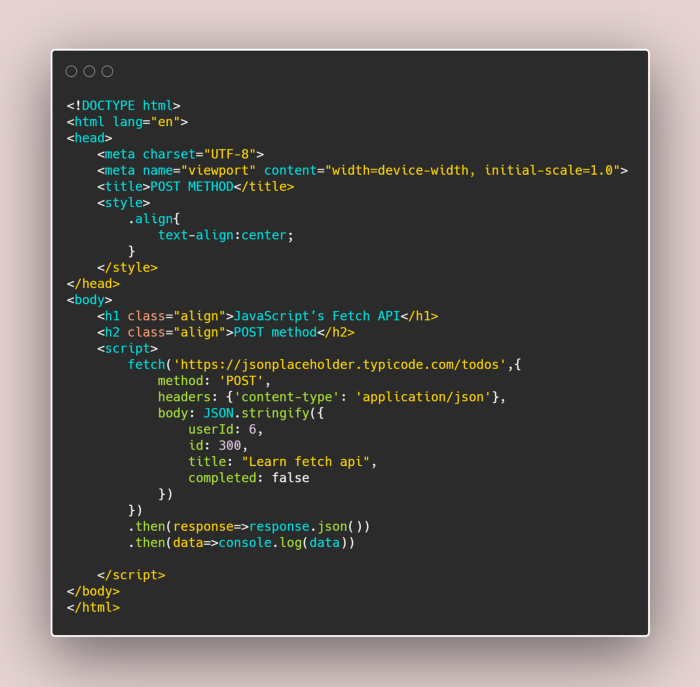 <!DOCTYPE html>
<html lang="en">
<head>
    <meta charset="UTF-8">
    <meta name="viewport" content="width=device-width, initial-scale=1.0">
    <title>POST METHOD</title>
    <style>
        .align{
            text-align:center;
        }
    </style>
</head>
<body>
    <h1 class="align">JavaScript’s Fetch API</h1>
    <h2 class="align">POST method</h2>
    <script>
        fetch('https://jsonplaceholder.typicode.com/todos',{
            method: 'POST',
            headers: {'content-type': 'application/json'},
            body: JSON.stringify({
                userId: 6,
                id: 300,
                title: "Learn fetch api",
                completed: false
            })
        })
        .then(response=>response.json())
        .then(data=>console.log(data))

    </script>
</body>
</html>